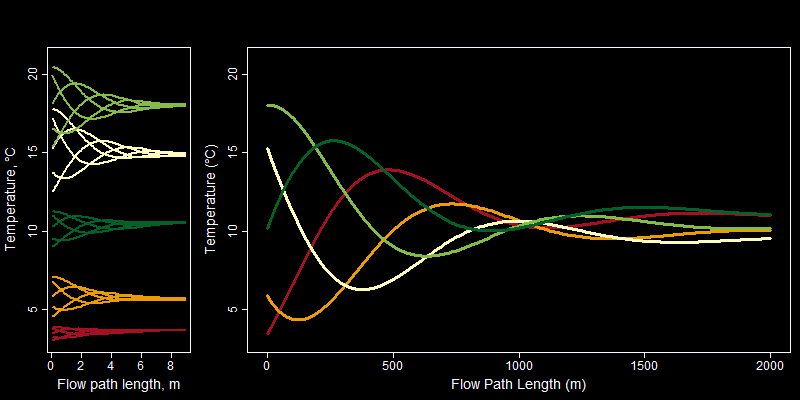 Temperature, °C
20
15
10
5
0 2 4 6 8
Flow path length, m
Temperature (°C)
20
15
10
5
0 500 1000 1500 2000
Flow Path Length (m)